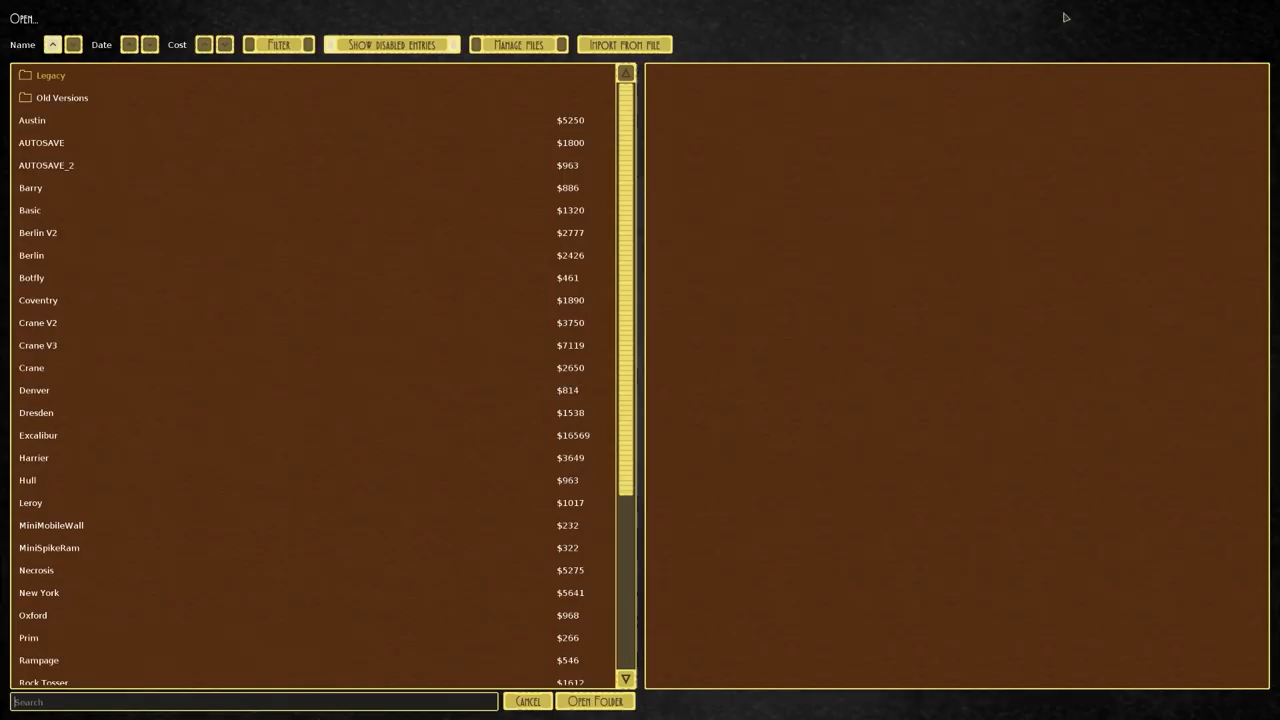 Open...
Name Date Cost Filter Show disabled entries Manage files Import from file
Legacy
Old Versions
Austin $5250
AUTOSAVE $1800
AUTOSAVE_2 $963
Barry $886
Basic $1320
Berlin V2 $2777
Berlin $2426
Botfly $461
Coventry $1890
Crane V2 $3750
Crane V3 $7119
Crane $2650
Denver $814
Dresden $1538
Excalibur $16569
Harrier $3649
Hull $963
Leroy $1017
MiniMobileWall $232
MiniSpikeRam $322
Necrosis $5275
New York $5641
Oxford $968
Prim $266
Rampage $546
Rock Tosser $1612
Search Cancel Open Folder